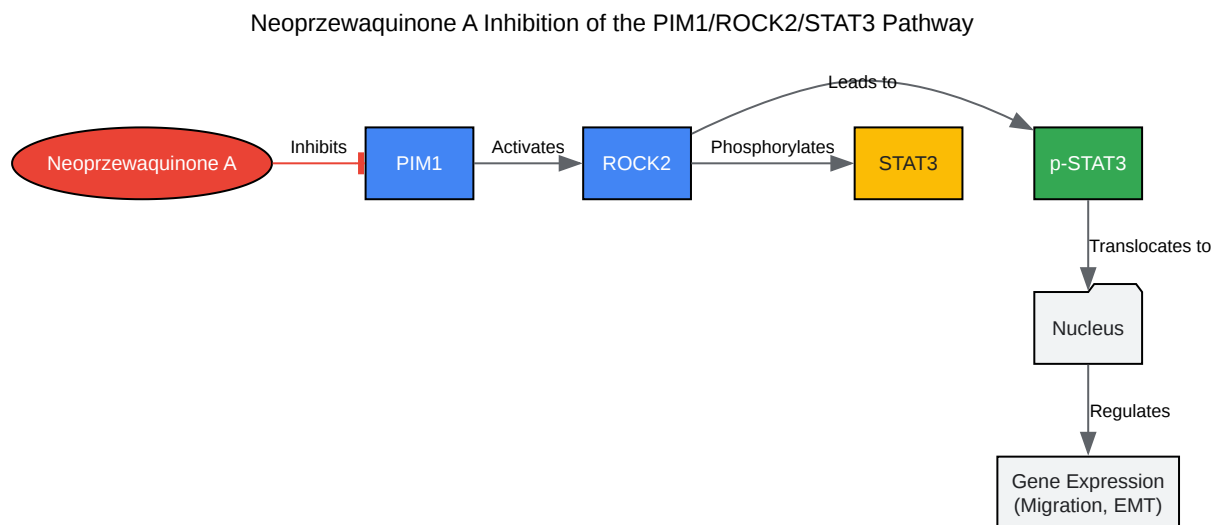 Neoprzewaquinone A Inhibition of the PIM1/ROCK2/STAT3 Pathway
Leads to
Neoprzewaquinone A
Inhibits
PIM1
Activates
ROCK2
Phosphorylates
STAT3
p-STAT3
Translocates to
Nucleus
Regulates
Gene Expression
(Migration, EMT)